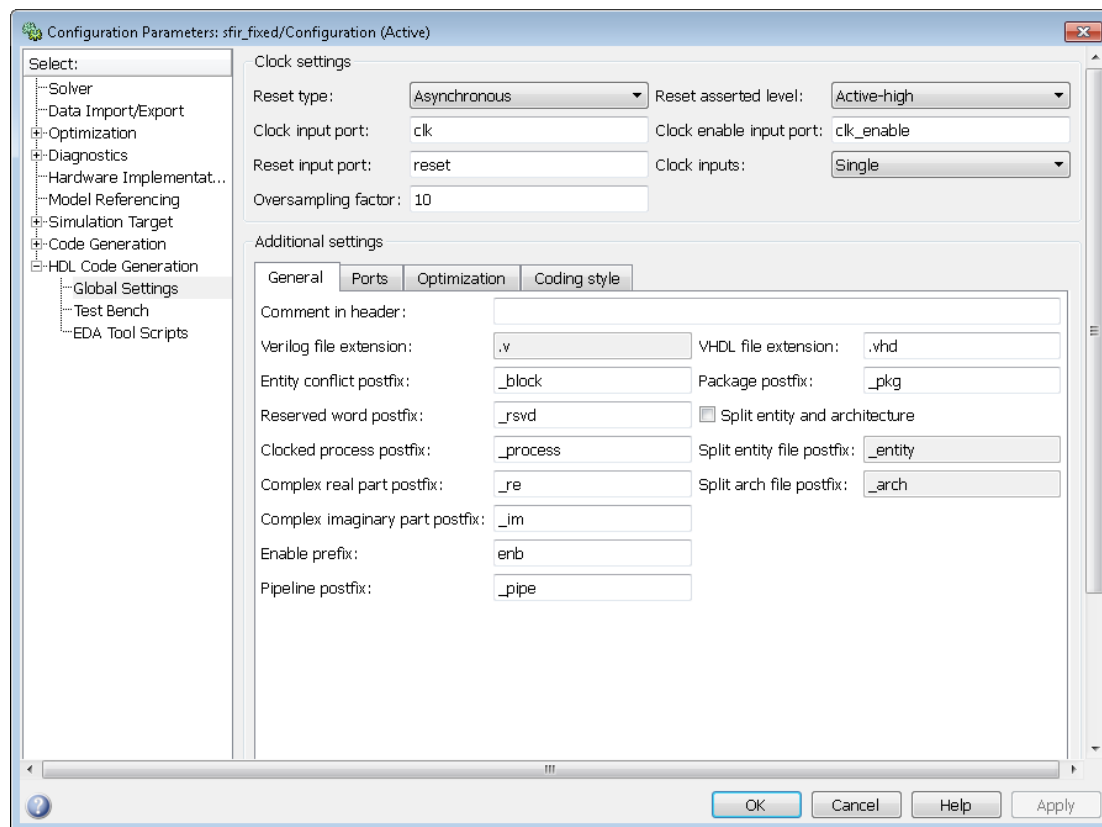 Configuration Parameters: sfir_fixed/Configuration (Active)
Select:
Solver
Data Import/Export
Optimization
Diagnostics
Hardware Implementat...
Model Referencing
Simulation Target
Code Generation
HDL Code Generation
Global Settings
Test Bench
EDA Tool Scripts
Clock settings
Reset type: Asynchronous Reset asserted level: Active-high
Clock input port: clk Clock enable input port: clk_enable
Reset input port: reset Clock inputs: Single
Oversampling factor: 10
Additional settings
General Ports Optimization Coding style
Comment in header:
Verilog file extension: .v VHDL file extension: .vhd
Entity conflict postfix: _block Package postfix: _pkg
Reserved word postfix: _rsvd Split entity and architecture
Clocked process postfix: _process Split entity file postfix: _entity
Complex real part postfix: _re Split arch file postfix: _arch
Complex imaginary part postfix: _im
Enable prefix: enb
Pipeline postfix: _pipe
OK Cancel Help Apply